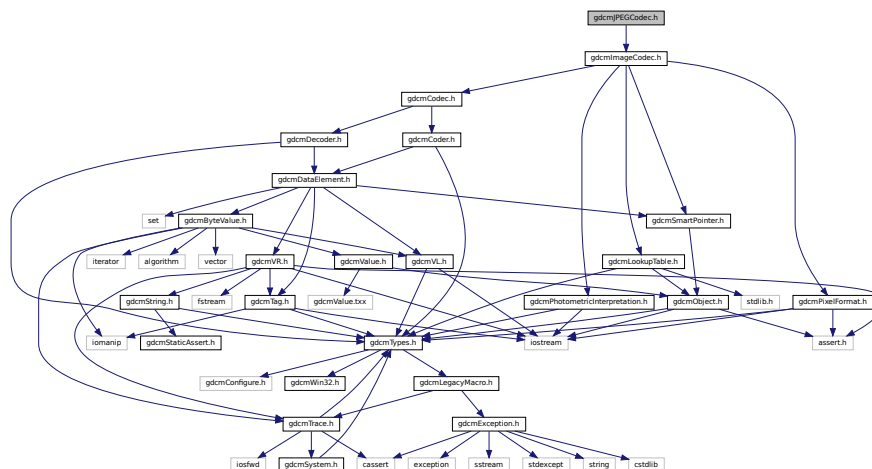 gdcmJPEGCodec.h
gdcmImageCodec.h
gdcmCodec.h
gdcmDecoder.h
gdcmCoder.h
gdcmDataElement.h
set
gdcmByteValue.h
gdcmSmartPointer.h
iterator
algorithm
vector
gdcmVR.h
gdcmValue.h
gdcmVL.h
gdcmLookupTable.h
gdcmString.h
fstream
gdcmTag.h
gdcmValue.txx
gdcmPhotometricInterpretation.h
gdcmObject.h
stdlib.h
gdcmPixelFormat.h
iomanip
gdcmStaticAssert.h
gdcmTypes.h
iostream
assert.h
gdcmConfigure.h
gdcmWin32.h
gdcmLegacyMacro.h
gdcmTrace.h
gdcmException.h
iosfwd
gdcmSystem.h
cassert
exception
sstream
stdexcept
string
cstdlib